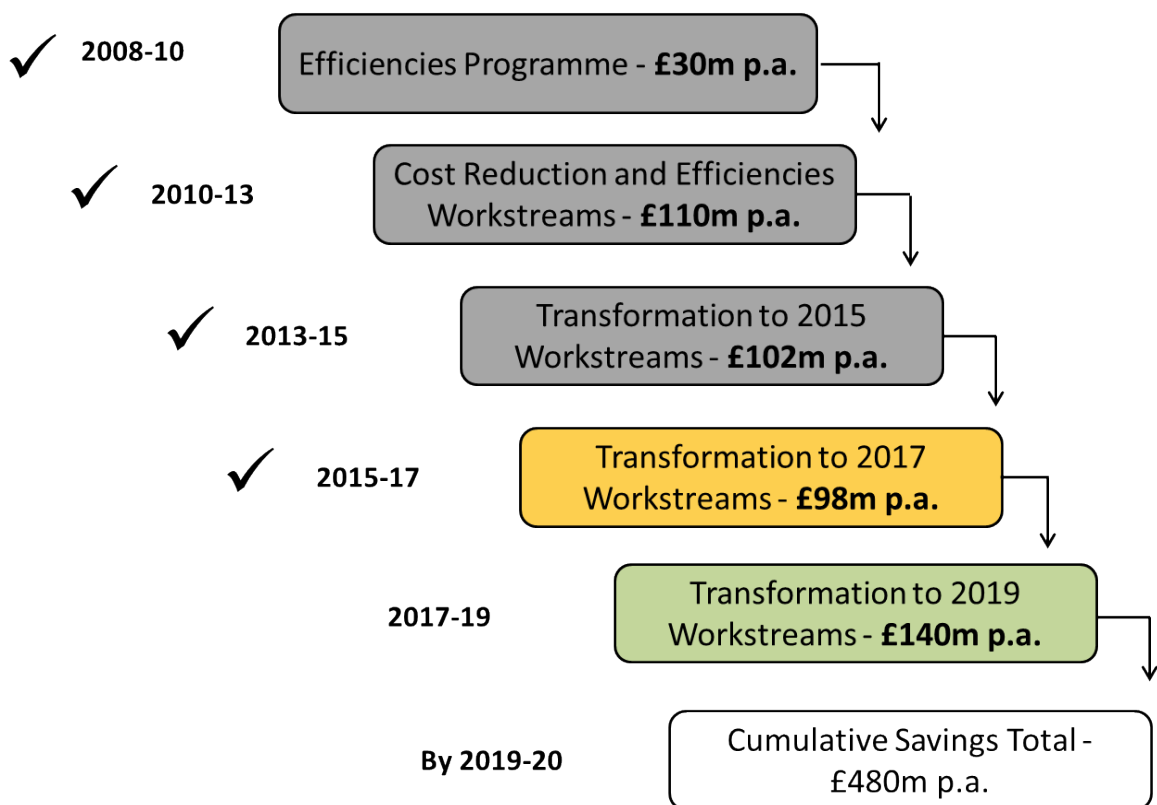 2008-10
Efficiencies Programme - £30m p.a.
2010-13
Cost Reduction and Efficiencies
Workstreams - £110m p.a.
2013-15
Transformation to 2015
Workstreams - £102m p.a.
2015-17
Transformation to 2017
Workstreams - £98m p.a.
2017-19
Transformation to 2019
Workstreams - £140m p.a.
By 2019-20
Cumulative Savings Total -
£480m p.a.